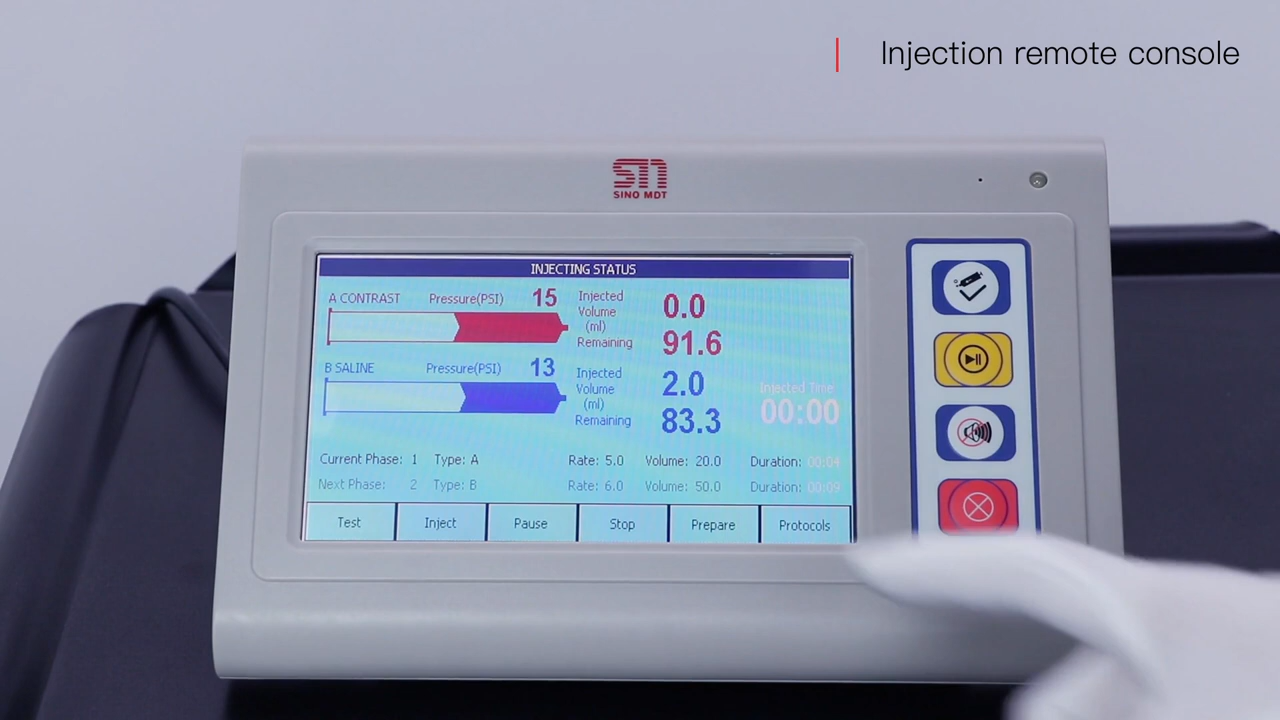 Injection remote console
SINO MDT
INJECTING STATUS
A CONTRAST Pressure(PSI) 15
Injected Volume (ml) 0.0
Remaining 91.6
B SALINE Pressure(PSI) 13
Injected Volume (ml) 2.0
Remaining 83.3
Injected Time
00:00
Current Phase: 1 Type: A Rate: 5.0 Volume: 20.0 Duration: 00:04
Next Phase: 2 Type: B Rate: 6.0 Volume: 50.0 Duration: 00:09
Test Inject Pause Stop Prepare Protocols